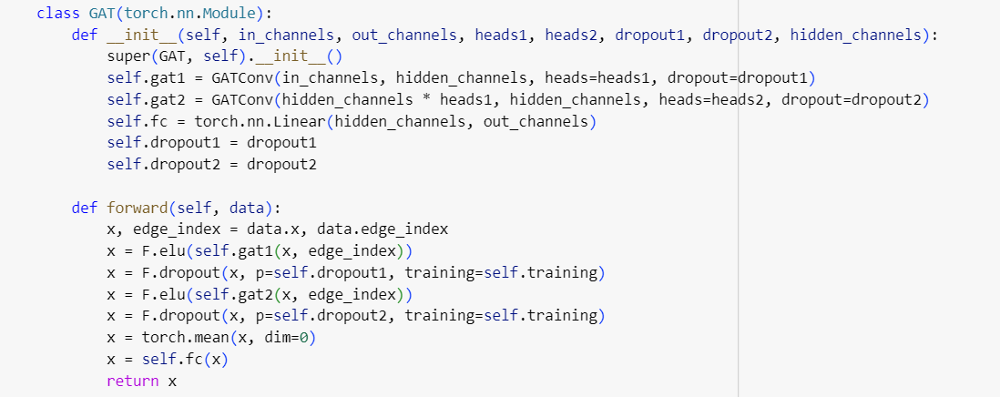 class GAT(torch.nn.Module):
    def __init__(self, in_channels, out_channels, heads1, heads2, dropout1, dropout2, hidden_channels):
        super(GAT, self).__init__()
        self.gat1 = GATConv(in_channels, hidden_channels, heads=heads1, dropout=dropout1)
        self.gat2 = GATConv(hidden_channels * heads1, hidden_channels, heads=heads2, dropout=dropout2)
        self.fc = torch.nn.Linear(hidden_channels, out_channels)
        self.dropout1 = dropout1
        self.dropout2 = dropout2

    def forward(self, data):
        x, edge_index = data.x, data.edge_index
        x = F.elu(self.gat1(x, edge_index))
        x = F.dropout(x, p=self.dropout1, training=self.training)
        x = F.elu(self.gat2(x, edge_index))
        x = F.dropout(x, p=self.dropout2, training=self.training)
        x = torch.mean(x, dim=0)
        x = self.fc(x)
        return x